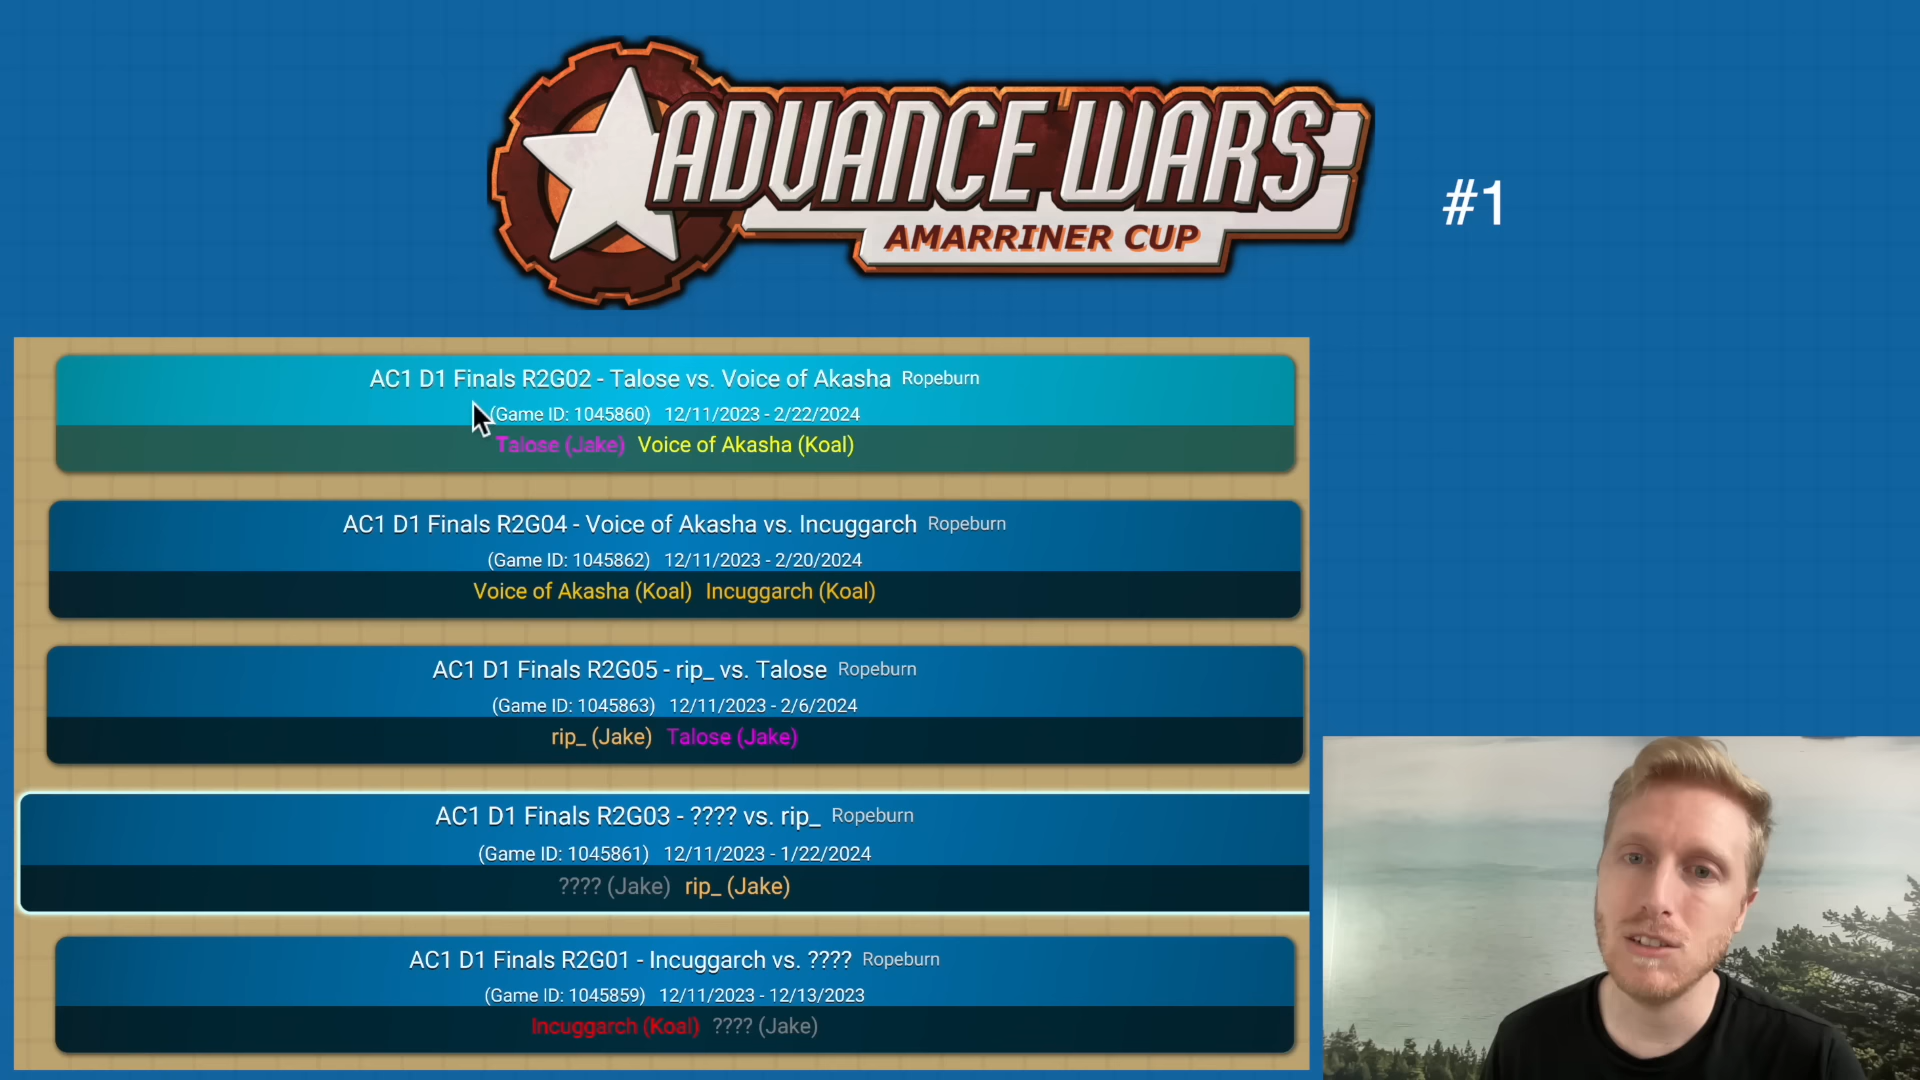 ADVANCE WARS
AMARRINER CUP
#1
AC1 D1 Finals R2G02 - Talose vs. Voice of Akasha Ropeburn
(Game ID: 1045860) 12/11/2023 - 2/22/2024
Talose (Jake) Voice of Akasha (Koal)
AC1 D1 Finals R2G04 - Voice of Akasha vs. Incuggarch Ropeburn
(Game ID: 1045862) 12/11/2023 - 2/20/2024
Voice of Akasha (Koal) Incuggarch (Koal)
AC1 D1 Finals R2G05 - rip_ vs. Talose Ropeburn
(Game ID: 1045863) 12/11/2023 - 2/6/2024
rip_ (Jake) Talose (Jake)
AC1 D1 Finals R2G03 - ???? vs. rip_ Ropeburn
(Game ID: 1045861) 12/11/2023 - 1/22/2024
???? (Jake) rip_ (Jake)
AC1 D1 Finals R2G01 - Incuggarch vs. ???? Ropeburn
(Game ID: 1045859) 12/11/2023 - 12/13/2023
Incuggarch (Koal) ???? (Jake)